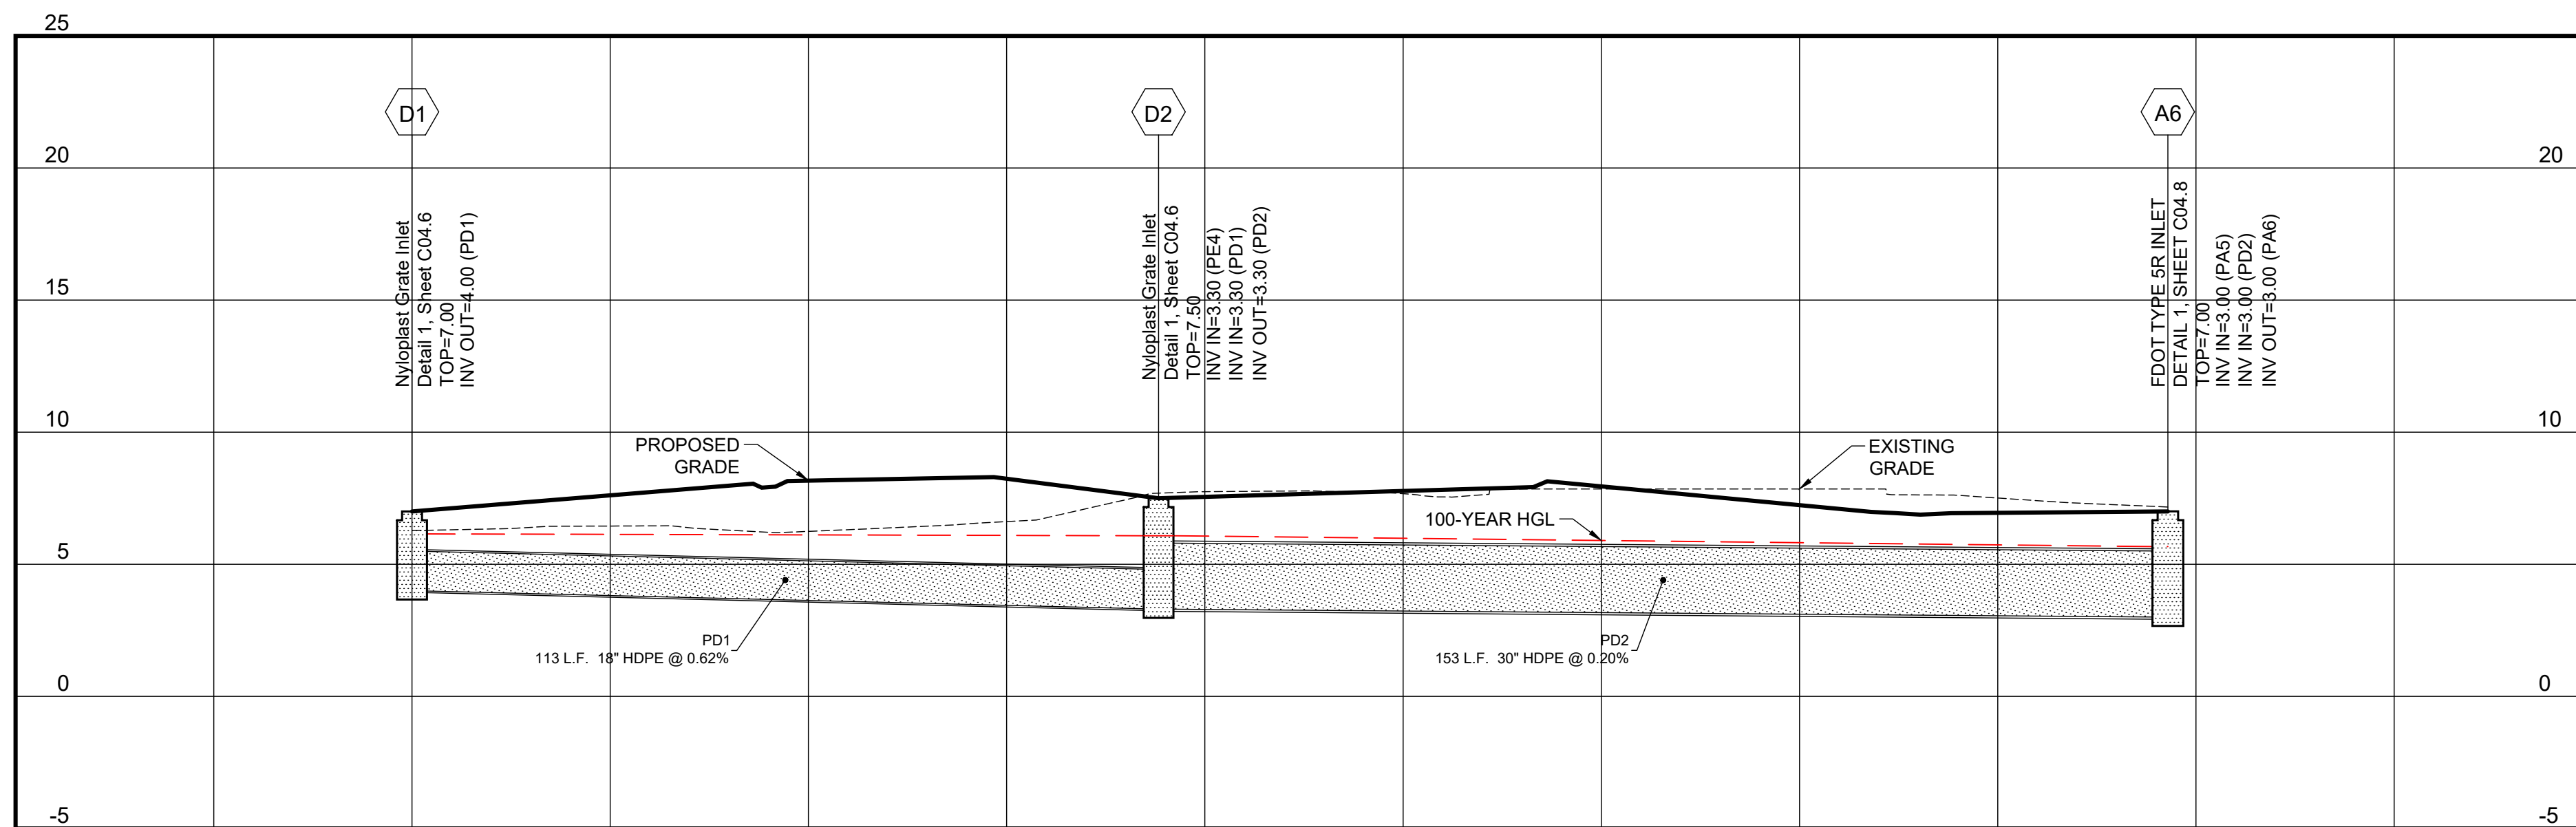 25
D1
D2
A6
20
20
Nyloplast Grate Inlet
Detail 1, Sheet C04.6
TOP=7.00
INV OUT=4.00 (PD1)
Nyloplast Grate Inlet
Detail 1, Sheet C04.6
TOP=7.50
INV IN=3.30 (PE4)
INV IN=3.30 (PD1)
INV OUT=3.30 (PD2)
FDOT TYPE 5R INLET
DETAIL 1, SHEET C04.8
TOP=7.00
INV IN=3.00 (PA5)
INV IN=3.00 (PD2)
INV OUT=3.00 (PA6)
15
10
10
PROPOSED
GRADE
EXISTING
GRADE
100-YEAR HGL
5
PD1
113 L.F. 18" HDPE @ 0.62%
PD2
153 L.F. 30" HDPE @ 0.20%
0
0
-5
-5